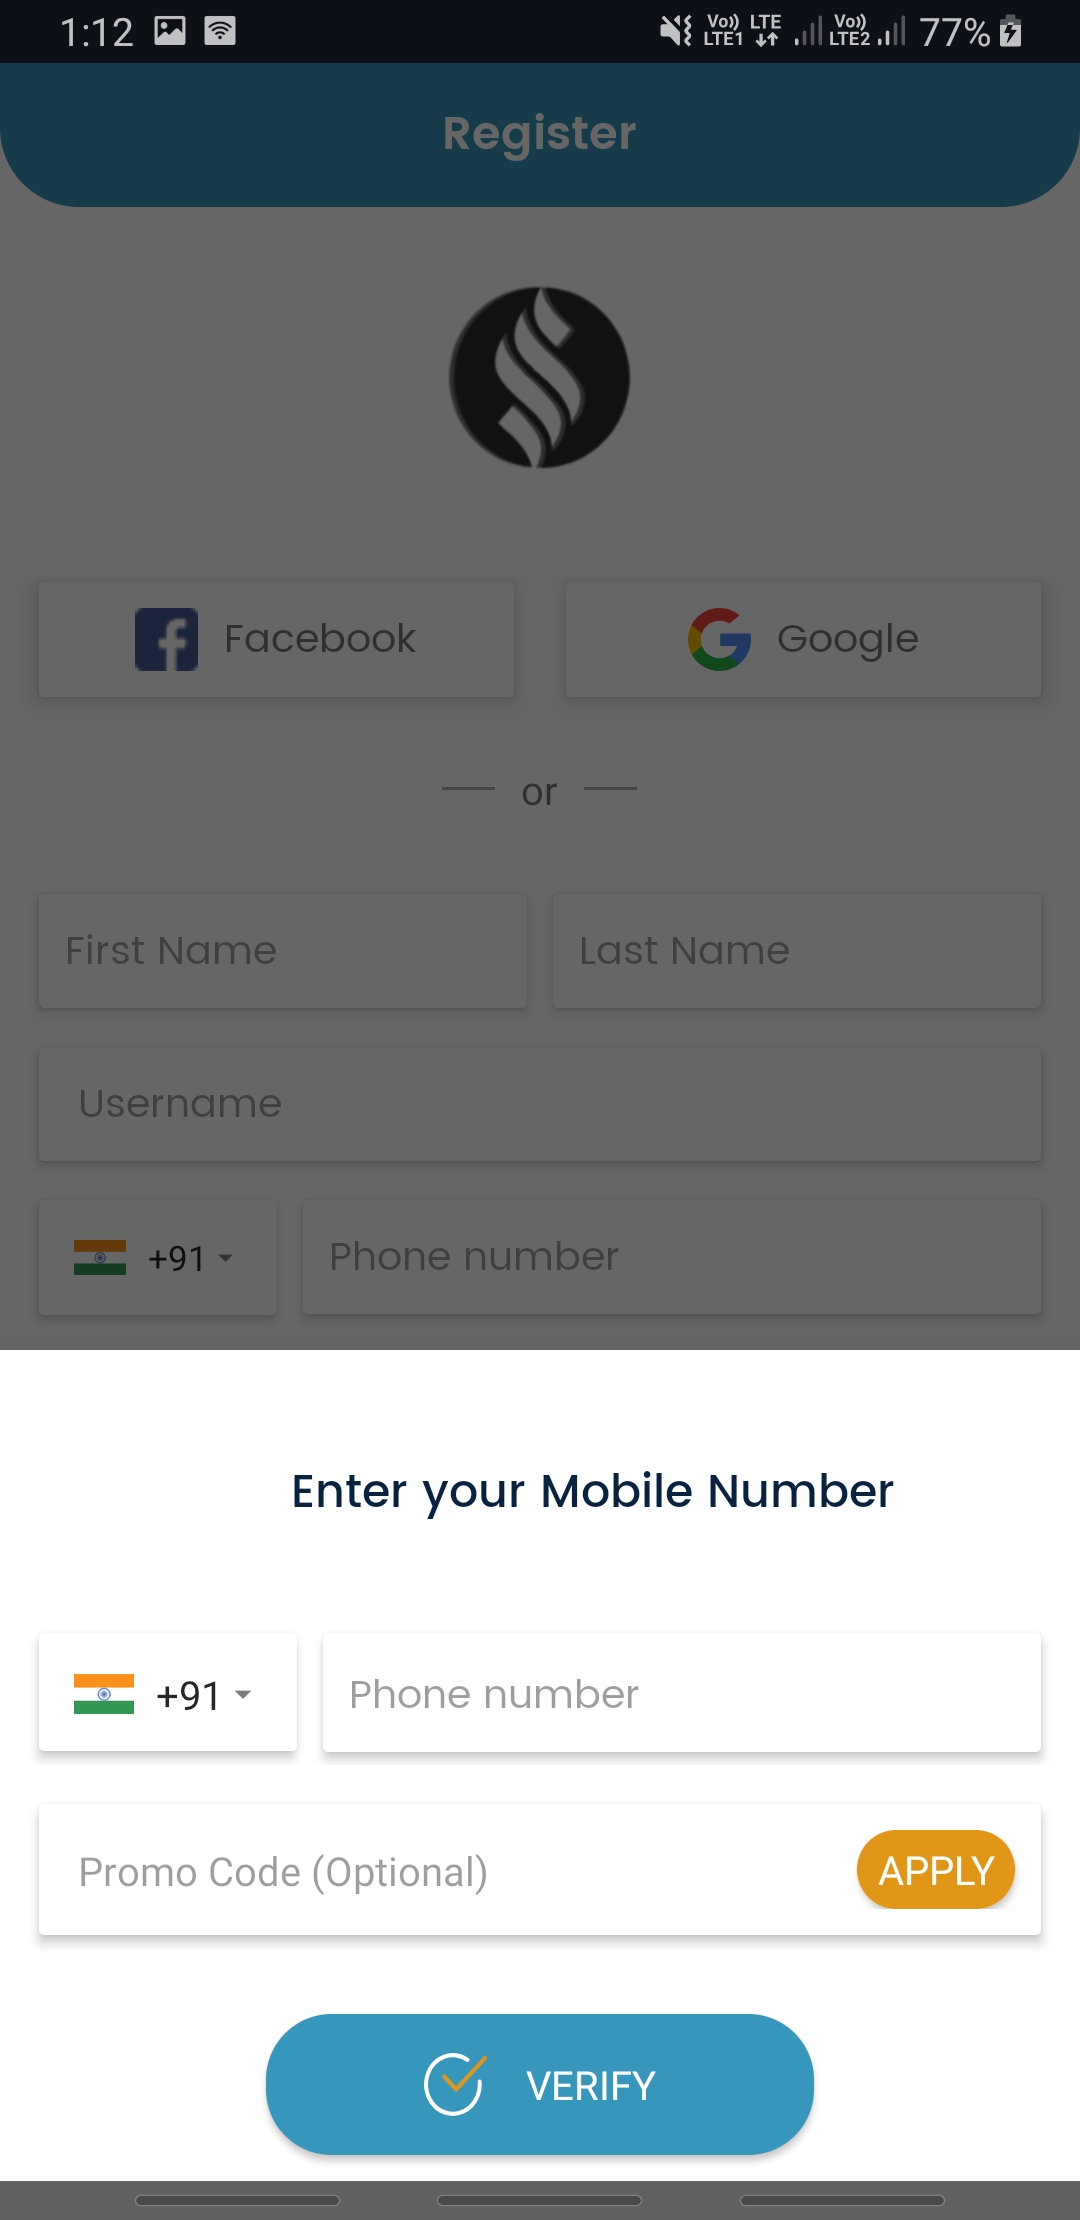 1:12 Vo)) LTE1 LTE Vo)) LTE2 77%
Register
Facebook Google
or
First Name Last Name
Username
+91 Phone number
Enter your Mobile Number
+91 Phone number
Promo Code (Optional) APPLY
VERIFY